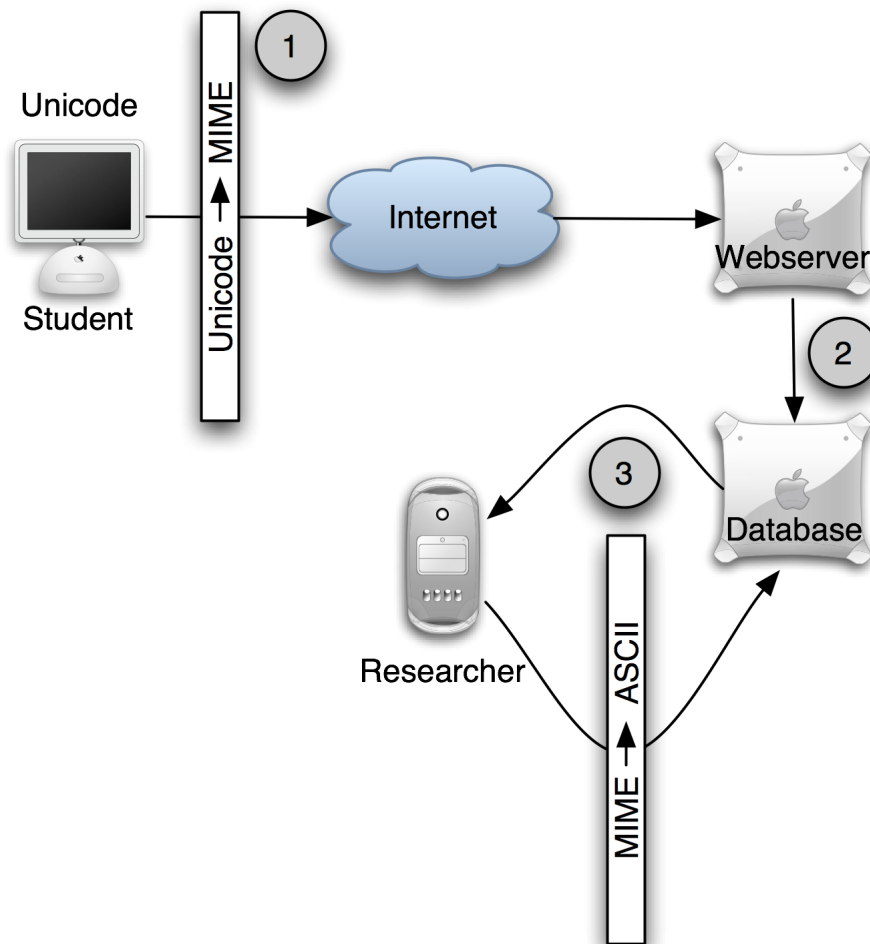 1
Unicode
Unicode → MIME
Internet
Webserver
Student
2
3
Database
Researcher
MIME → ASCII